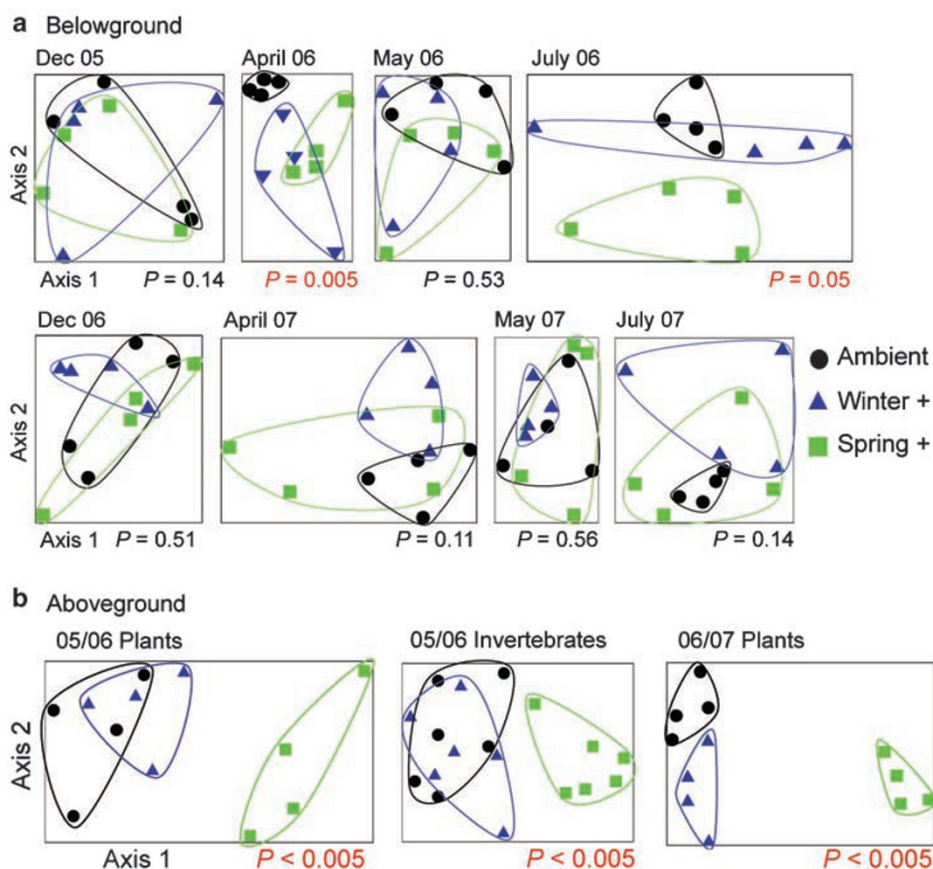 a Belowground
Dec 05 April 06 May 06 July 06
Axis 2
Axis 1 P = 0.14 P = 0.005 P = 0.53 P = 0.05
Dec 06 April 07 May 07 July 07
Axis 2
Ambient
Winter +
Spring +
Axis 1 P = 0.51 P = 0.11 P = 0.56 P = 0.14
b Aboveground
05/06 Plants 05/06 Invertebrates 06/07 Plants
Axis 2
Axis 1 P < 0.005 P < 0.005 P < 0.005